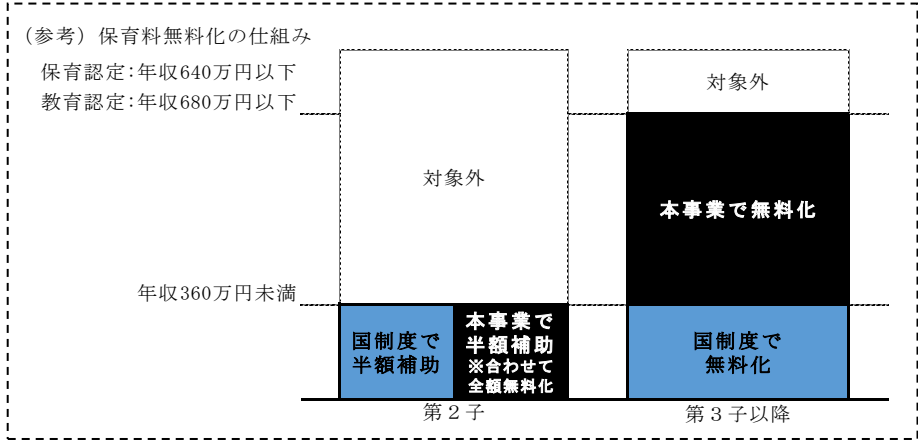 (参考)保育料無料化の仕組み
保育認定:年収640万円以下
教育認定:年収680万円以下
対象外
対象外
本事業で無料化
年収360万円未満
国制度で
半額補助
本事業で
半額補助
※合わせて
全額無料化
国制度で
無料化
第2子
第3子以降